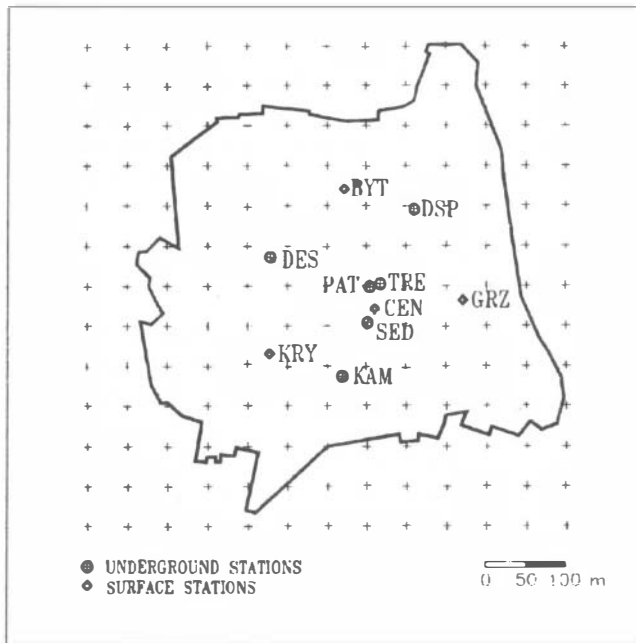 BYT
DSP
DES
PAT TRE
CEN GRZ
SED
KRY
KAM
UNDERGROUND STATIONS
SURFACE STATIONS
0 50 100 m